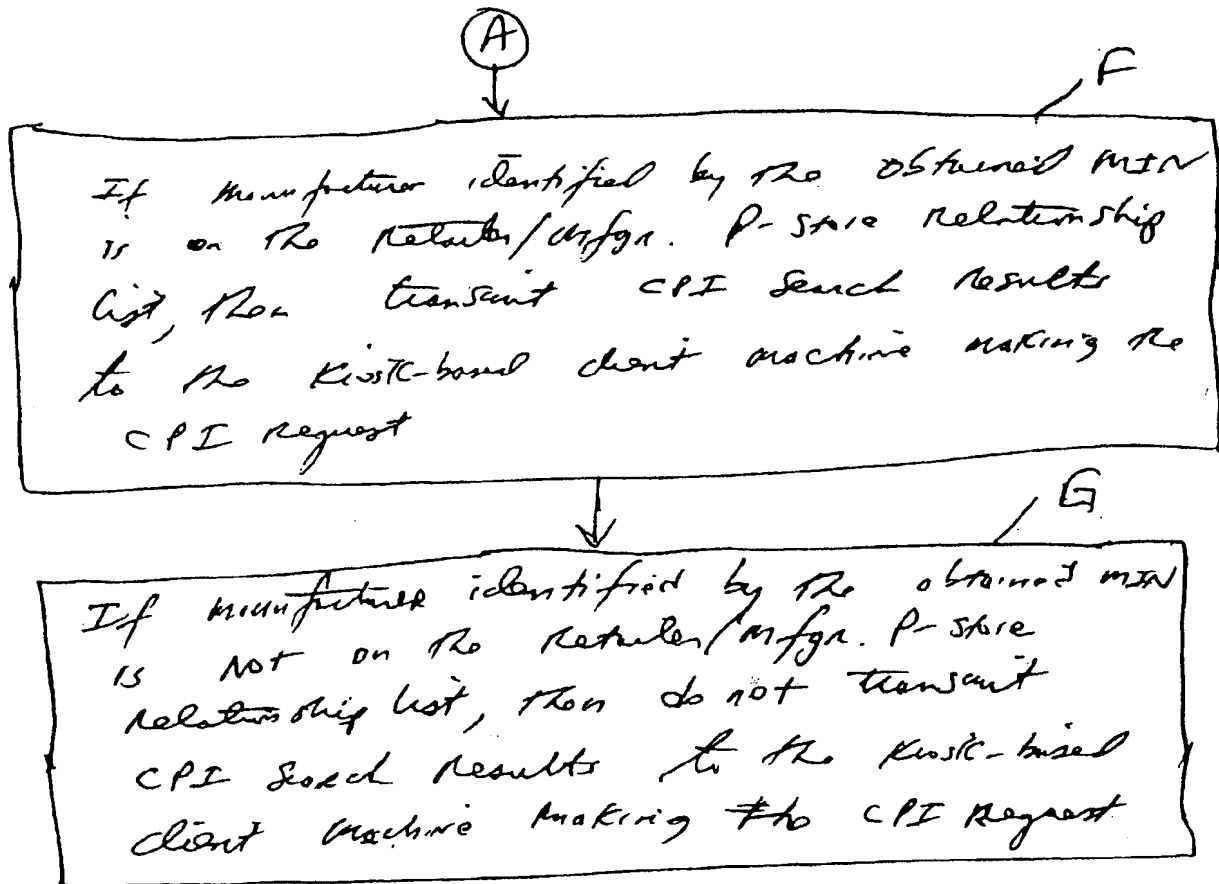 A
F
If manufacturer identified by the obtained MIN
is on the Retailer/Mfgr. P-store relationship
list, then transmit CPI Search Results
to the Kiosk-based client machine making the
CPI Request
G
If manufacturer identified by the obtained MIN
is Not on the Retailer/Mfgr. P-store
relationship list, then do not transmit
CPI Search Results to the Kiosk-based
client machine making the CPI Request